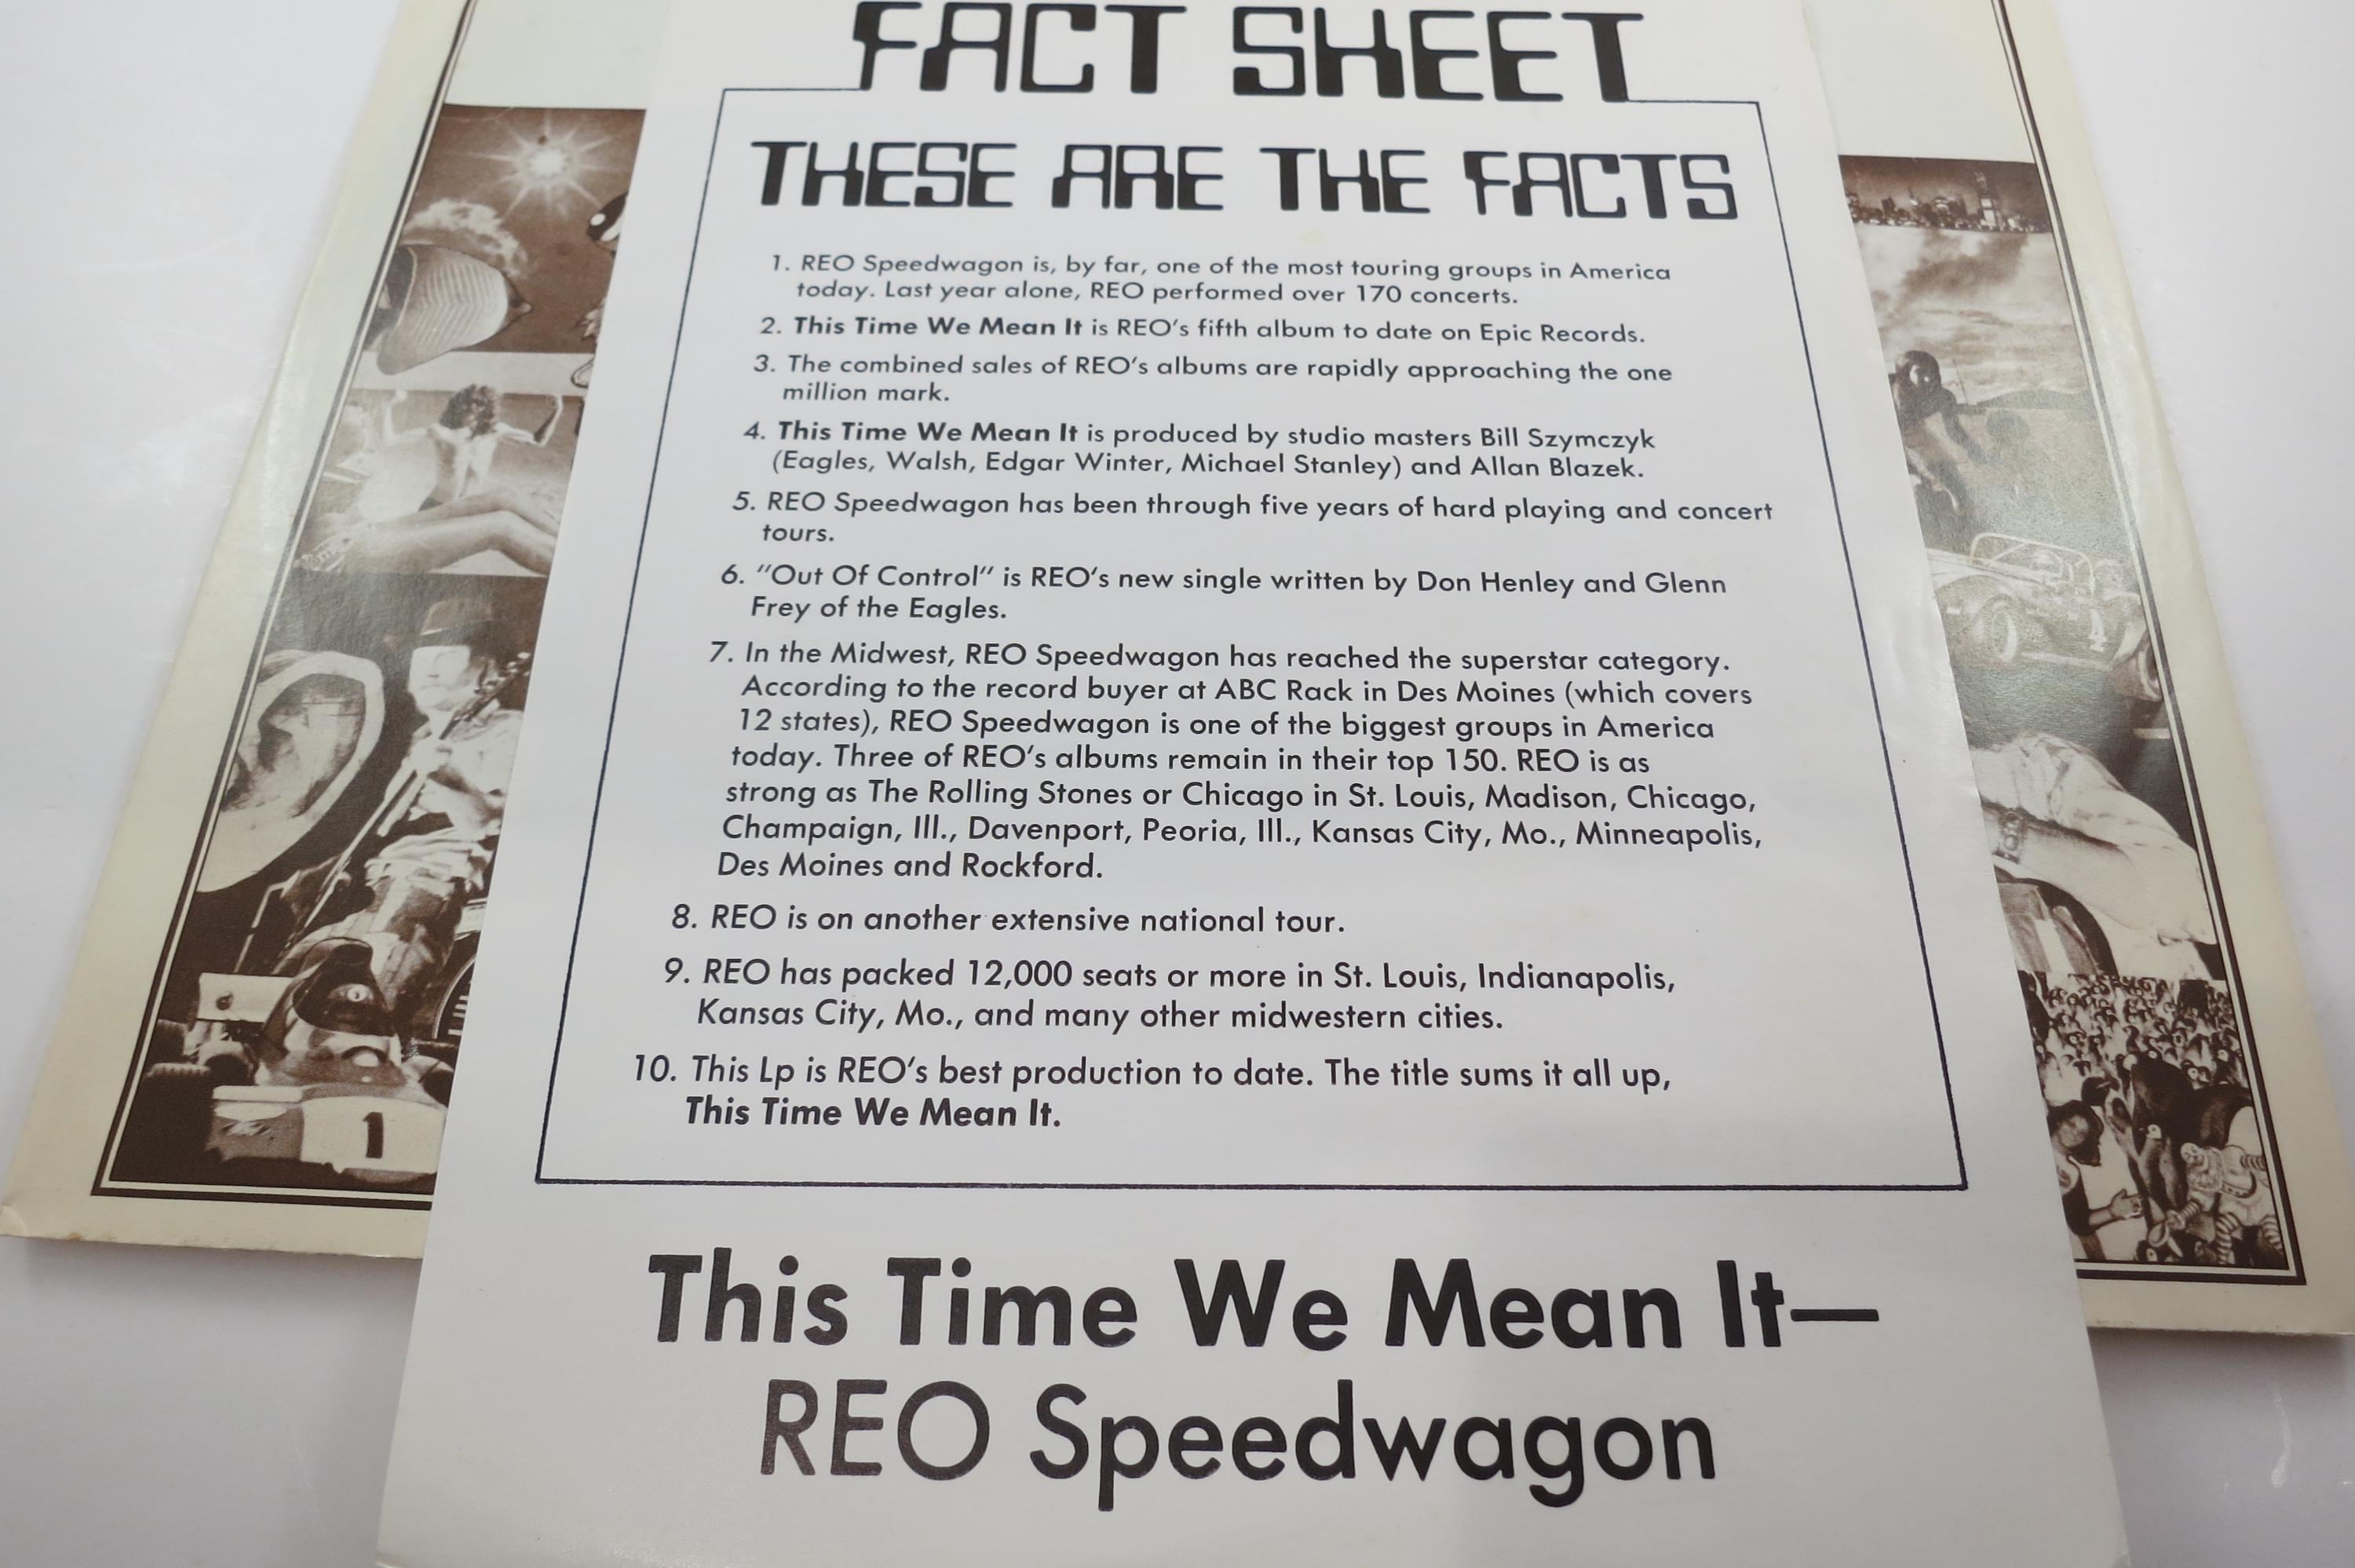 FACT SHEET
THESE ARE THE FACTS
1. REO Speedwagon is, by far, one of the most touring groups in America
today. Last year alone, REO performed over 170 concerts.
2. This Time We Mean It is REO's fifth album to date on Epic Records.
3. The combined sales of REO's albums are rapidly approaching the one
million mark.
4. This Time We Mean It is produced by studio masters Bill Szymczyk
(Eagles, Walsh, Edgar Winter, Michael Stanley) and Allan Blazek.
5. REO Speedwagon has been through five years of hard playing and concert
tours.
6. "Out Of Control" is REO's new single written by Don Henley and Glenn
Frey of the Eagles.
7. In the Midwest, REO Speedwagon has reached the superstar category.
According to the record buyer at ABC Rack in Des Moines (which covers
12 states), REO Speedwagon is one of the biggest groups in America
today. Three of REO's albums remain in their top 150. REO is as
strong as The Rolling Stones or Chicago in St. Louis, Madison, Chicago,
Champaign, Ill., Davenport, Peoria, Ill., Kansas City, Mo., Minneapolis,
Des Moines and Rockford.
8. REO is on another extensive national tour.
9. REO has packed 12,000 seats or more in St. Louis, Indianapolis,
Kansas City, Mo., and many other midwestern cities.
10. This Lp is REO's best production to date. The title sums it all up,
This Time We Mean It.
This Time We Mean It—
REO Speedwagon
1
4